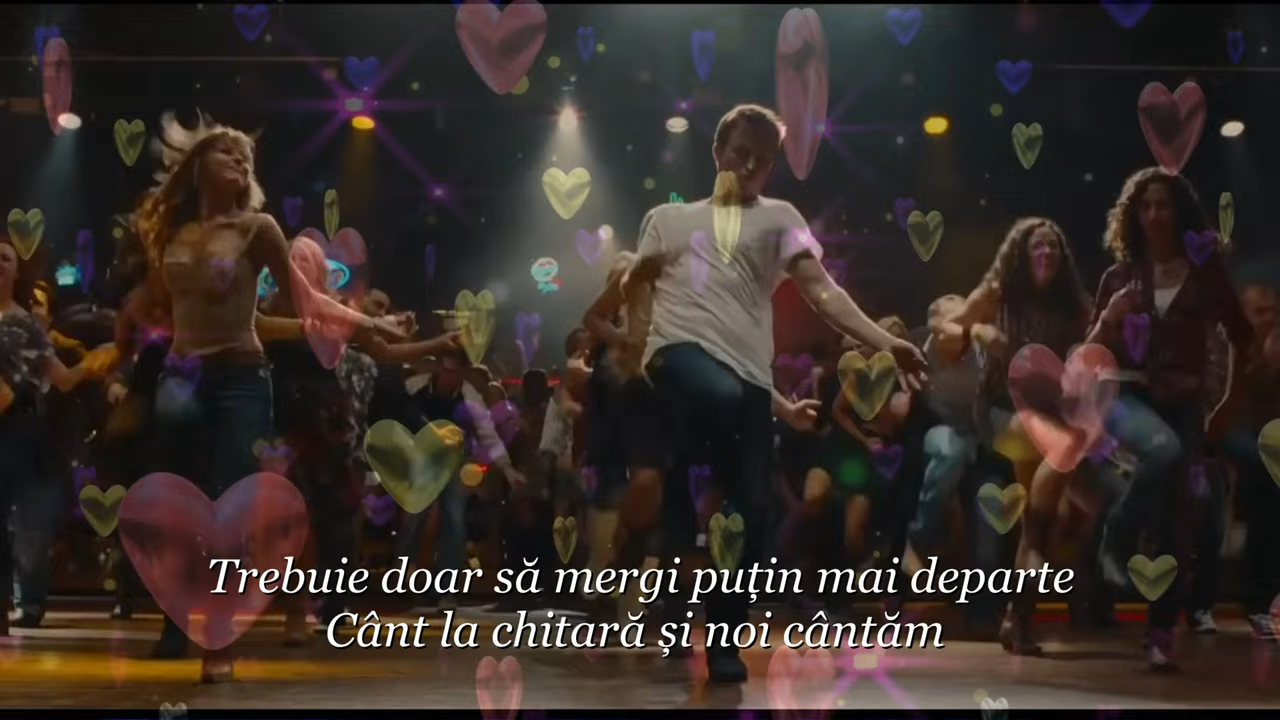 Trebuie doar să mergi puțin mai departe
Cânt la chitară și noi cântăm